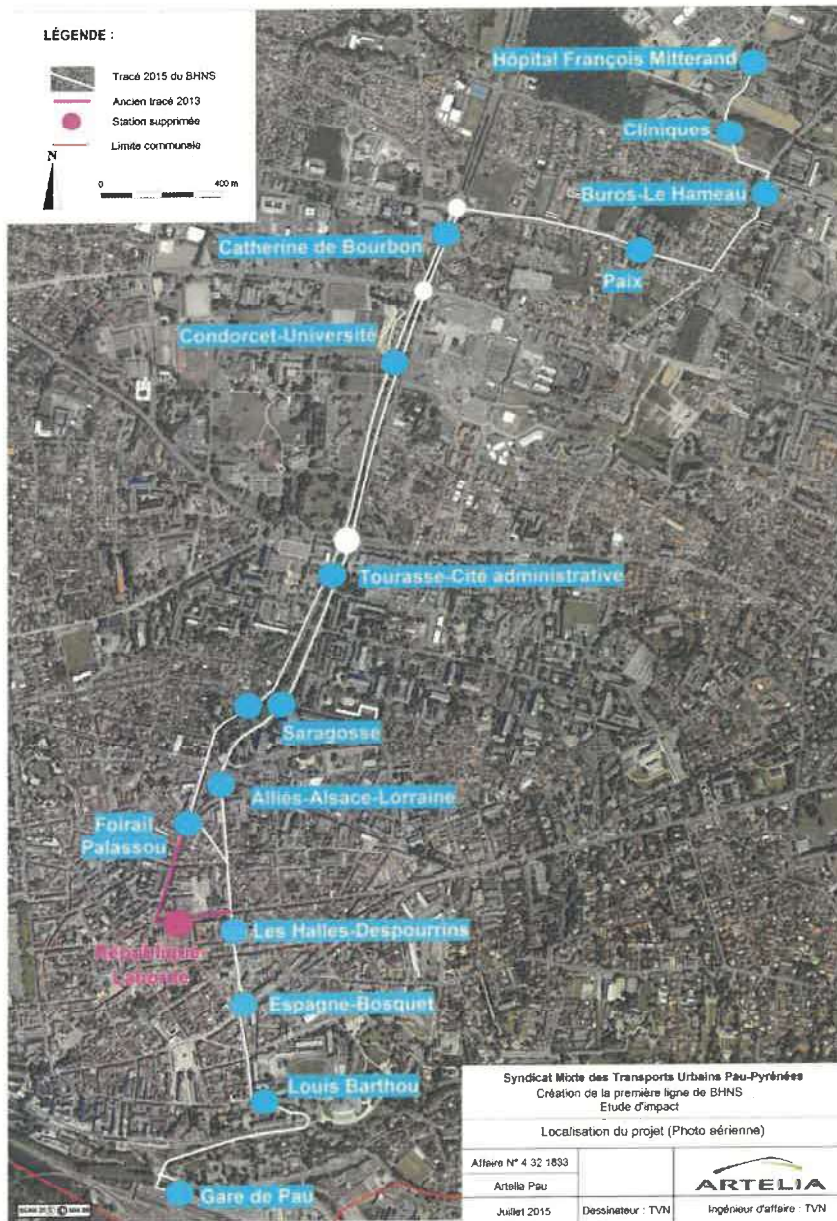 LÉGENDE :
Tracé 2015 du BHNS
Ancien tracé 2013
Station supprimée
Limite communale
N
0 400 m
Hôpital François Mitterand
Cliniques
Buros-Le Hameau
Catherine de Bourbon
Paix
Condorcet-Université
Tourasse-Cité administrative
Saragosse
Alliés-Alsace-Lorraine
Foirail
Palassou
Les Halles-Despourrins
République
Espagne-Bosquet
Louis Barthou
Gare de Pau
Syndicat Mixte des Transports Urbains Pau-Pyrénées
Création de la première ligne de BHNS
Etude d'impact
Localisation du projet (Photo aérienne)
Affaire N° 4 32 1833
Artelia Pau
Juillet 2015
Dessinateur : TVN
ARTELIA
Ingénieur d'affaire : TVN